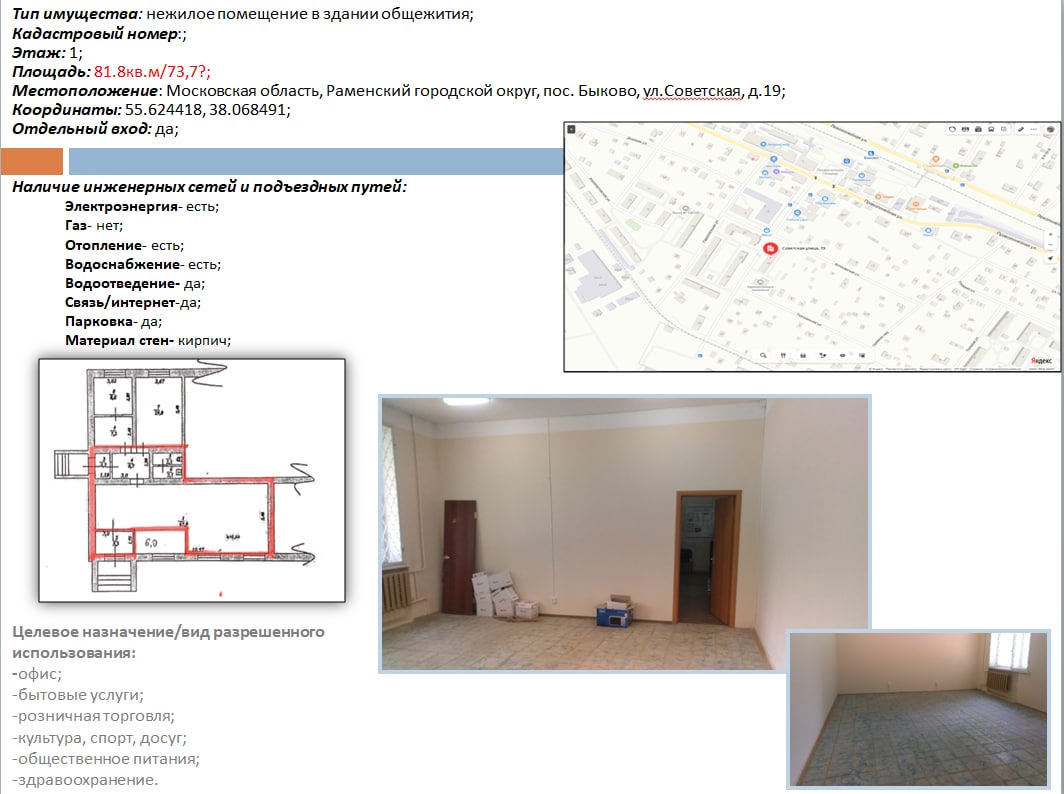 Тип имущества: нежилое помещение в здании общежития;
Кадастровый номер:;
Этаж: 1;
Площадь: 81.8кв.м/73,7?;
Местоположение: Московская область, Раменский городской округ, пос. Быково, ул.Советская, д.19;
Координаты: 55.624418, 38.068491;
Отдельный вход: да;
Наличие инженерных сетей и подъездных путей:
Электроэнергия- есть;
Газ- нет;
Отопление- есть;
Водоснабжение- есть;
Водоотведение- да;
Связь/интернет-да;
Парковка- да;
Материал стен- кирпич;
Советская улица, 19
Яндекс
6,0
Целевое назначение/вид разрешенного
использования:
-офис;
-бытовые услуги;
-розничная торговля;
-культура, спорт, досуг;
-общественное питания;
-здравоохранение.